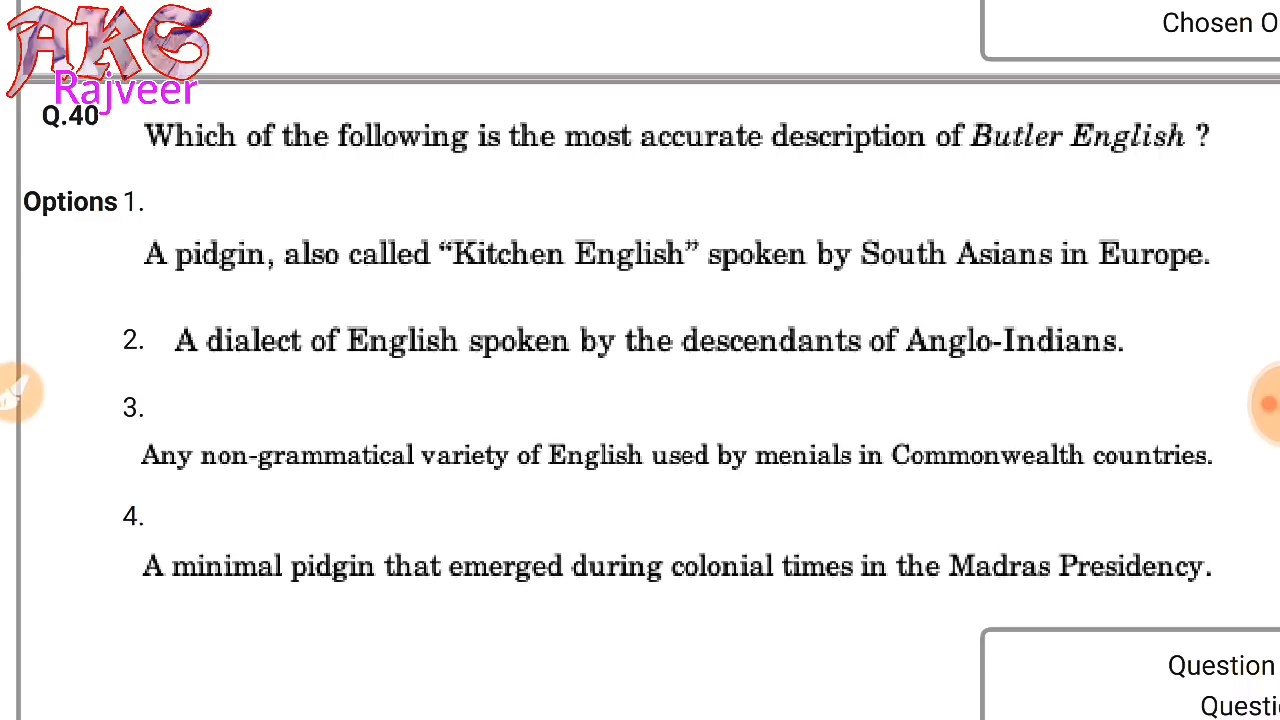 AKS
Rajveer
Chosen O
Q.40
Which of the following is the most accurate description of Butler English ?
Options 1.
A pidgin, also called “Kitchen English” spoken by South Asians in Europe.
2. A dialect of English spoken by the descendants of Anglo-Indians.
3.
Any non-grammatical variety of English used by menials in Commonwealth countries.
4.
A minimal pidgin that emerged during colonial times in the Madras Presidency.
Question
Questi